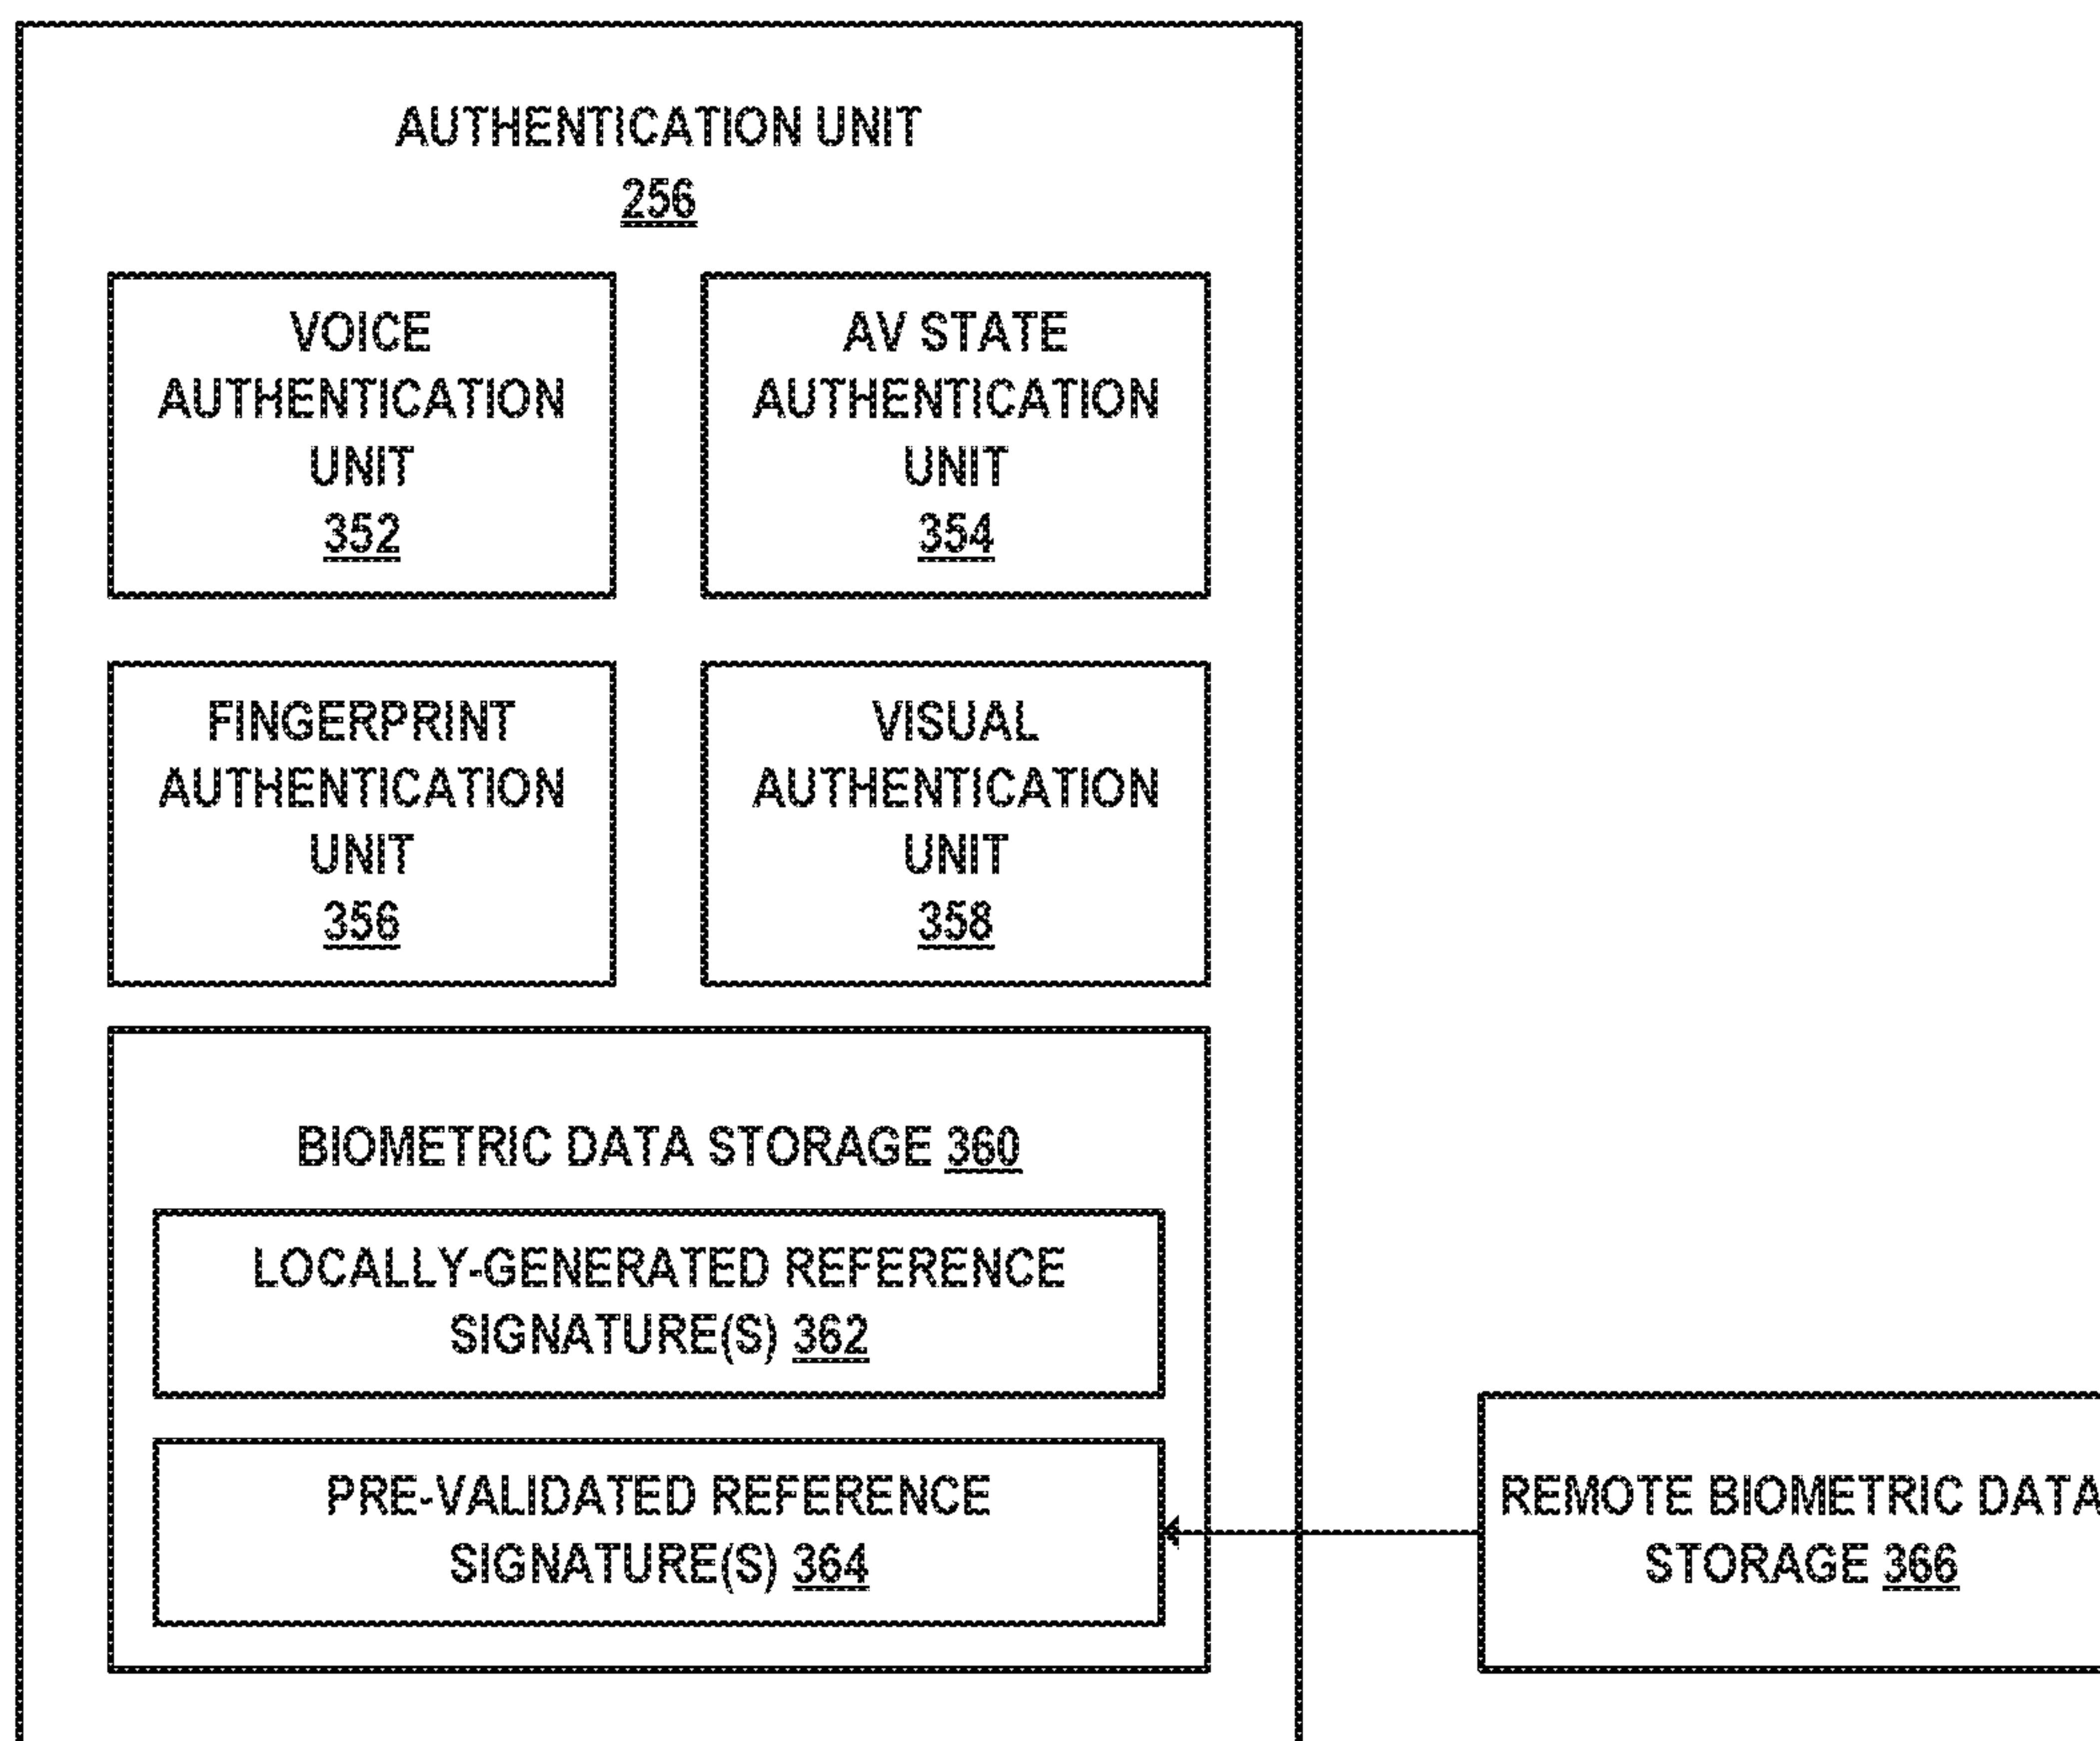 AUTHENTICATION UNIT
256
VOICE
AUTHENTICATION
UNIT
352
AV STATE
AUTHENTICATION
UNIT
354
FINGERPRINT
AUTHENTICATION
UNIT
356
VISUAL
AUTHENTICATION
UNIT
358
BIOMETRIC DATA STORAGE 360
LOCALLY-GENERATED REFERENCE
SIGNATURE(S) 362
PRE-VALIDATED REFERENCE
SIGNATURE(S) 364
REMOTE BIOMETRIC DATA
STORAGE 366